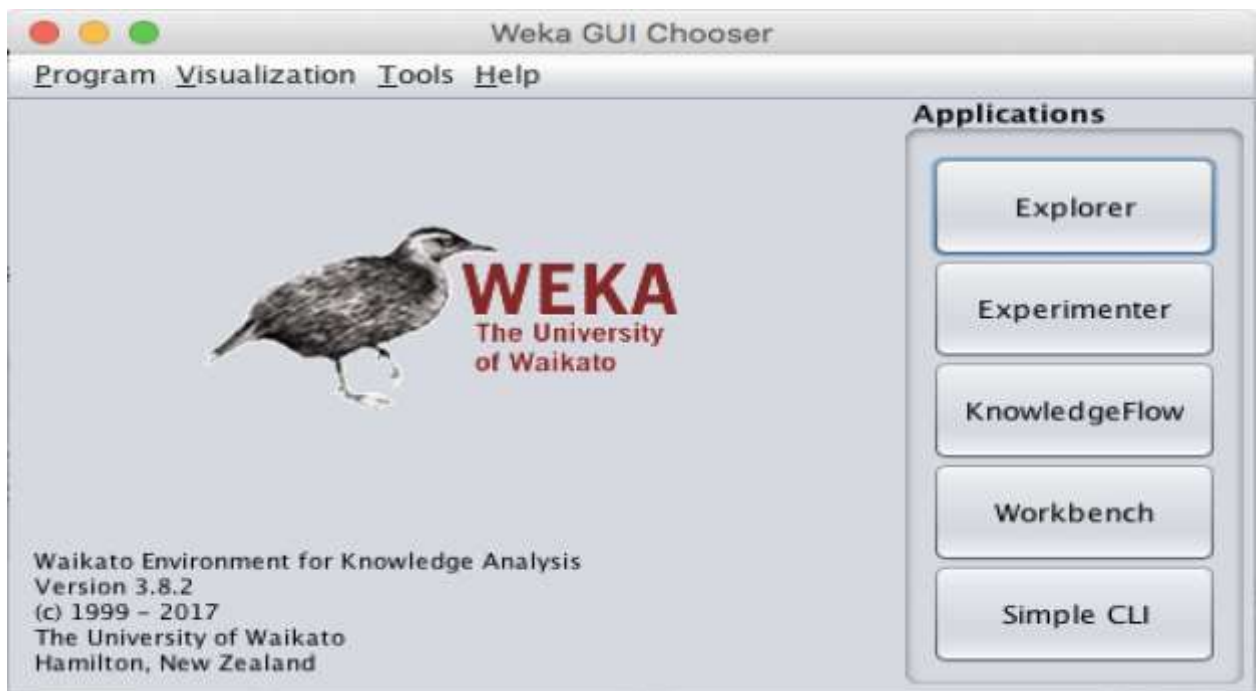 Weka GUI Chooser
Program Visualization Tools Help
Applications
Explorer
Experimenter
KnowledgeFlow
Workbench
Simple CLI
WEKA
The University
of Waikato
Waikato Environment for Knowledge Analysis
Version 3.8.2
(c) 1999 – 2017
The University of Waikato
Hamilton, New Zealand